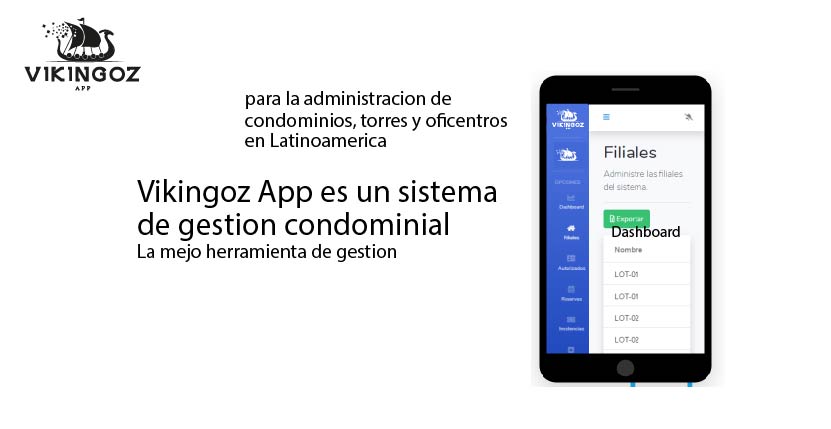 VIKINGOZ
APP
para la administracion de
condominios, torres y oficentros
en Latinoamerica
Vikingoz App es un sistema
de gestion condominial
La mejo herramienta de gestion
VIKINGOZ
OPCIONES
Dashboard
Filiales
Autorizados
Reservas
Incidencias
Filiales
Administre las filiales
del sistema.
Exportar
Dashboard
Nombre
LOT-01
LOT-01
LOT-02
LOT-02